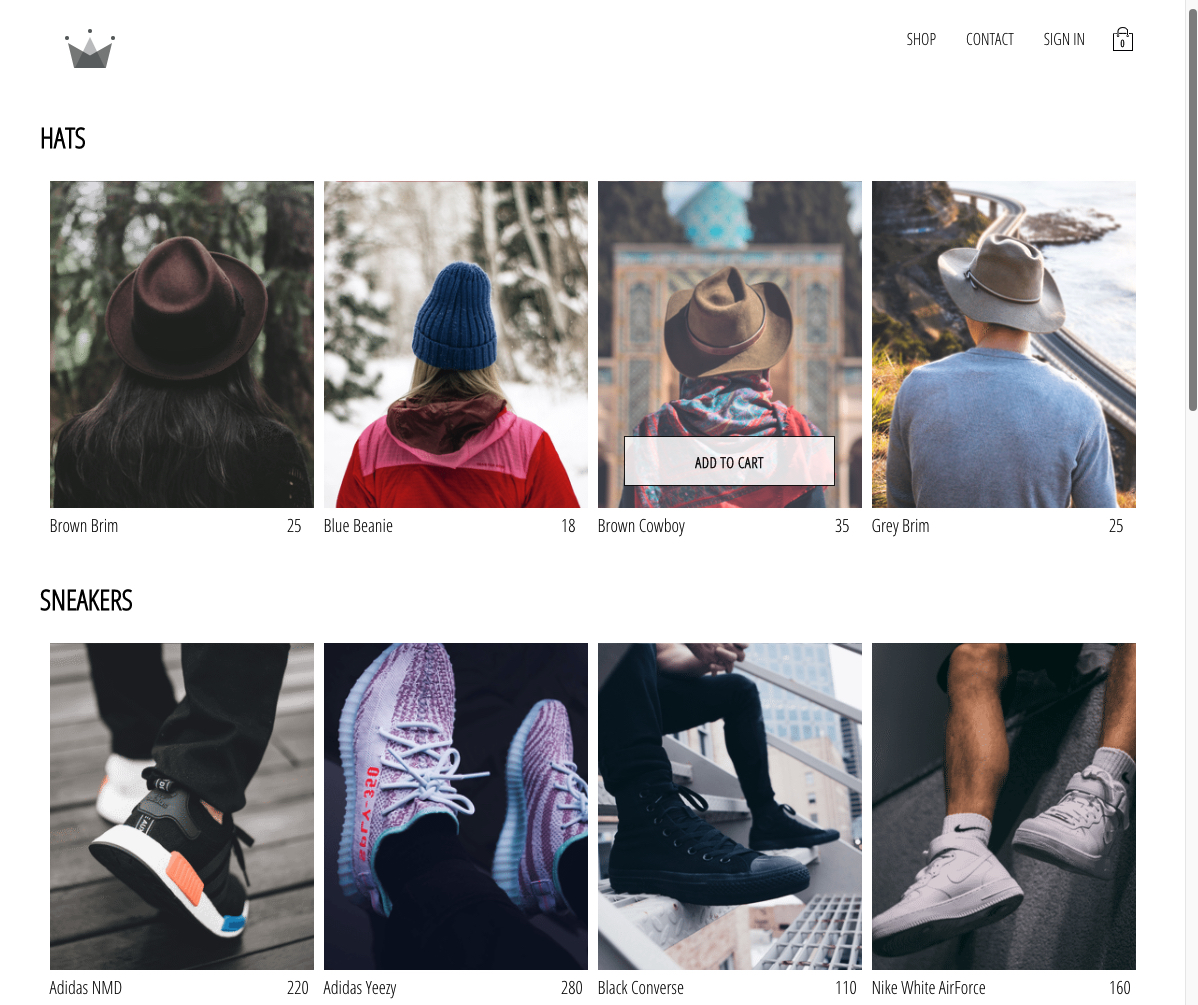 SHOP CONTACT SIGN IN 0
HATS
ADD TO CART
Brown Brim 25 Blue Beanie 18 Brown Cowboy 35 Grey Brim 25
SNEAKERS
Adidas NMD 220 Adidas Yeezy 280 Black Converse 110 Nike White AirForce 160